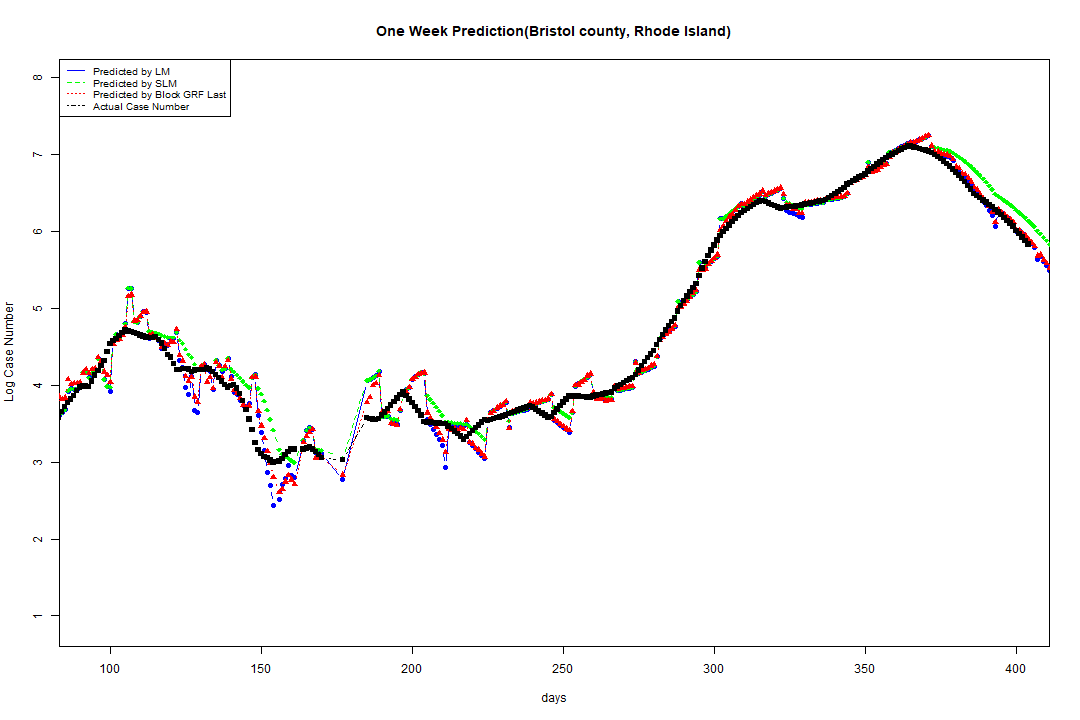 One Week Prediction(Bristol county, Rhode Island)
Predicted by LM
Predicted by SLM
Predicted by Block GRF Last
Actual Case Number
8
7
6
5
4
3
2
1
Log Case Number
100 150 200 250 300 350 400
days